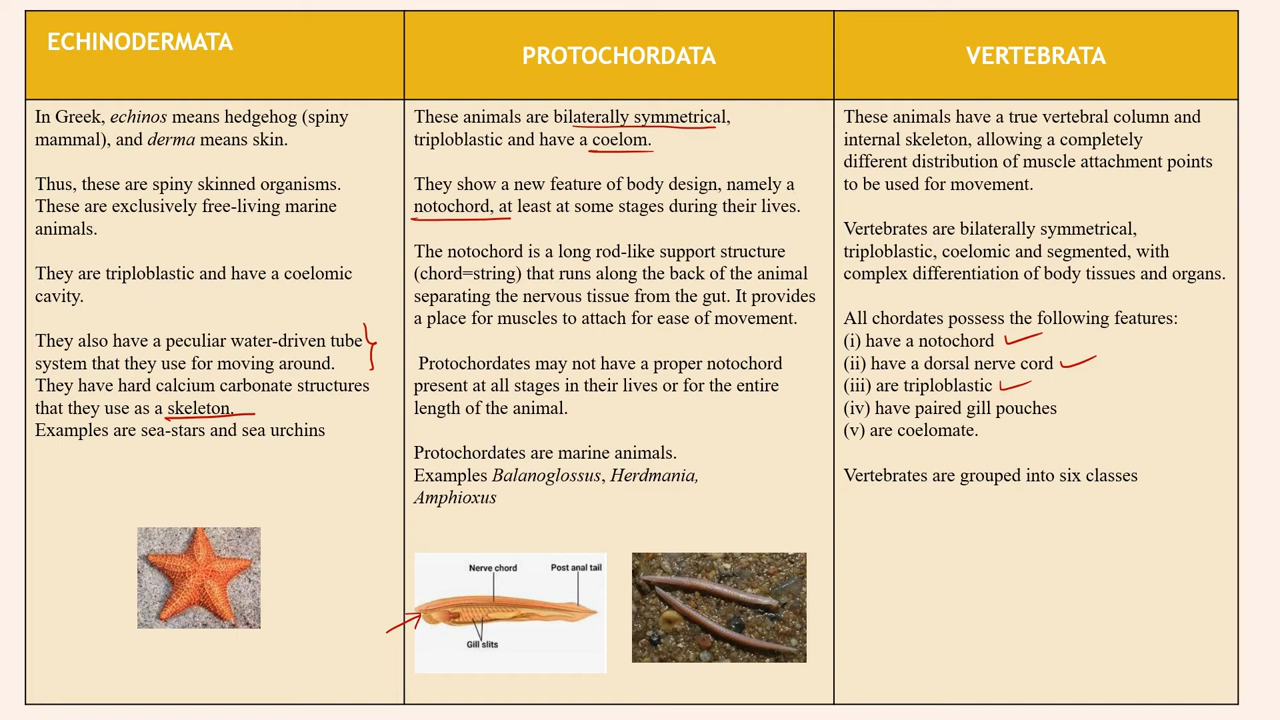 ECHINODERMATA
PROTOCHORDATA
VERTEBRATA
In Greek, echinos means hedgehog (spiny
mammal), and derma means skin.
Thus, these are spiny skinned organisms.
These are exclusively free-living marine
animals.
They are triploblastic and have a coelomic
cavity.
They also have a peculiar water-driven tube
system that they use for moving around.
They have hard calcium carbonate structures
that they use as a skeleton.
Examples are sea-stars and sea urchins
These animals are bilaterally symmetrical,
triploblastic and have a coelom.
They show a new feature of body design, namely a
notochord, at least at some stages during their lives.
The notochord is a long rod-like support structure
(chord=string) that runs along the back of the animal
separating the nervous tissue from the gut. It provides
a place for muscles to attach for ease of movement.
Protochordates may not have a proper notochord
present at all stages in their lives or for the entire
length of the animal.
Protochordates are marine animals.
Examples Balanoglossus, Herdmania,
Amphioxus
Nerve chord
Post anal tail
Gill slits
These animals have a true vertebral column and
internal skeleton, allowing a completely
different distribution of muscle attachment points
to be used for movement.
Vertebrates are bilaterally symmetrical,
triploblastic, coelomic and segmented, with
complex differentiation of body tissues and organs.
All chordates possess the following features:
(i) have a notochord
(ii) have a dorsal nerve cord
(iii) are triploblastic
(iv) have paired gill pouches
(v) are coelomate.
Vertebrates are grouped into six classes